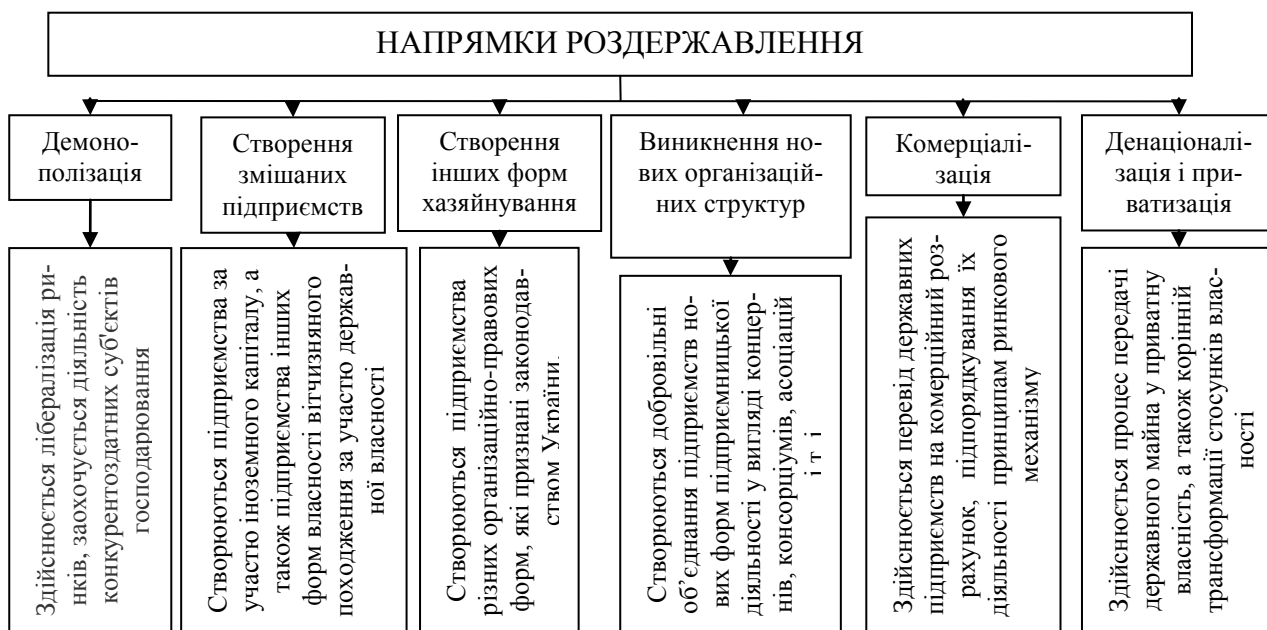 НАПРЯМКИ РОЗДЕРЖАВЛЕННЯ
Демоно-
полізація
Створення
змішаних
підприємств
Створення
інших форм
хазяйнування
Виникнення но-
вих організацій-
них структур
Комерціалі-
зація
Денаціоналі-
зація і при-
ватизація
Здійснюється лібералізація ри-
нків, заохочується діяльність
конкурентоздатних суб'єктів
господарювання
Створюються підприємства за
участю іноземного капіталу, а
також підприємства інших
форм власності вітчизняного
походження за участю держав-
ної власності
Створюються підприємства
різних організаційно-правових
форм, які признані законодав-
ством України.
Створюються добровільні
об’єднання підприємств но-
вих форм підприємницької
діяльності у вигляді концер-
нів, консорціумів, асоціацій
і т і
Здійснюється перевід державних
підприємств на комерційний роз-
рахунок, підпорядкування їх
діяльності принципам ринкового
механізму
Здійснюється процес передачі
державного майна у приватну
власність, а також корінній
трансформації стосунків влас-
ності